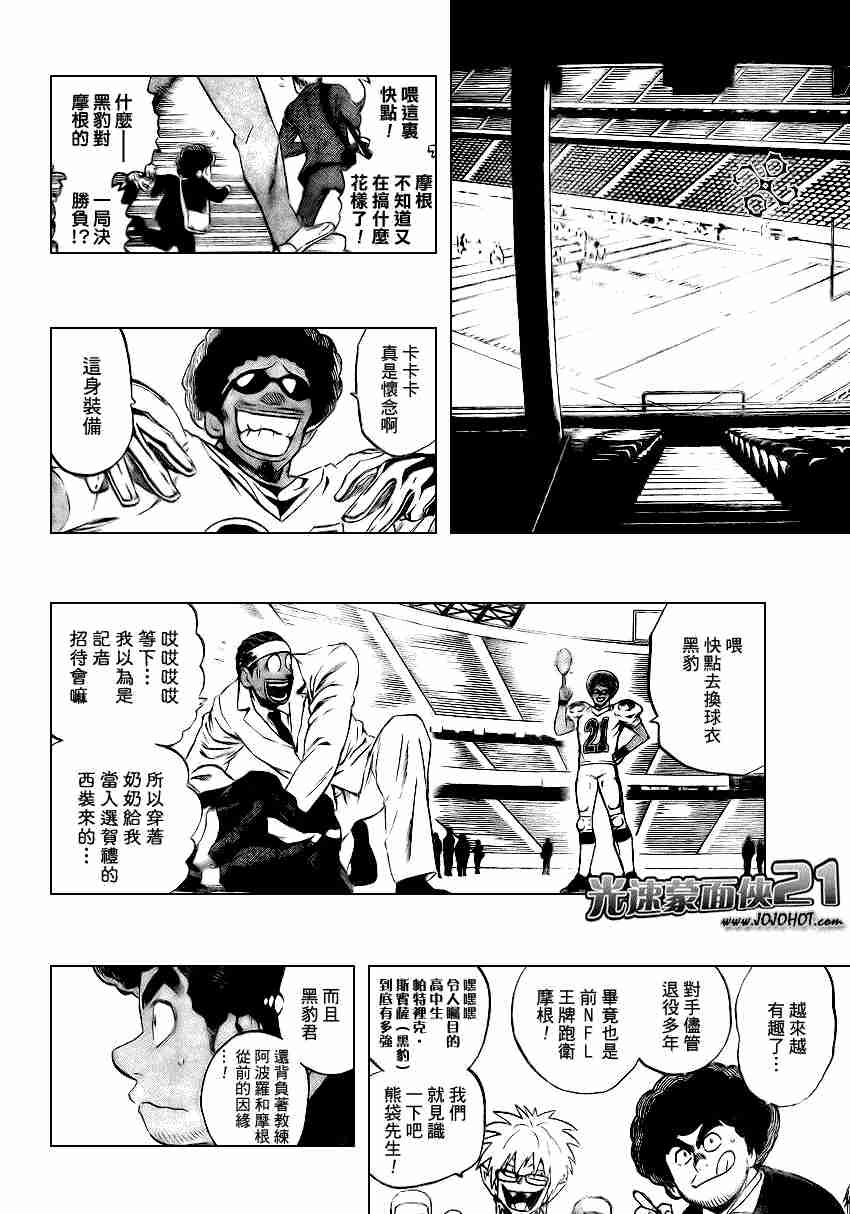 喂這裏
快點！
摩根
不知道又
在搞什麼
花樣了！
什麼——
黑豹對
摩根的
一局決
勝負!?
卡卡卡
真是懷念啊
這身裝備
喂
快點去換球衣
黑豹
21
哎哎哎哎
等下…
我以為是
記者
招待會嘛
所以穿著
奶奶給我
當入選賀禮的
西裝來的…
光速蒙面俠21
www.JOJOHOT.com
越來越
有趣了…
對手儘管
退役多年
畢竟也是
前NFL
王牌跑衛
摩根！
嘿嘿嘿
令人矚目的
高中生
帕特裡克·
斯賓薩(黑豹)
到底有多強
我們
就見識
一下吧
熊袋先生！
而且
黑豹君
還背負著教練
阿波羅和摩根
從前的因緣
…！